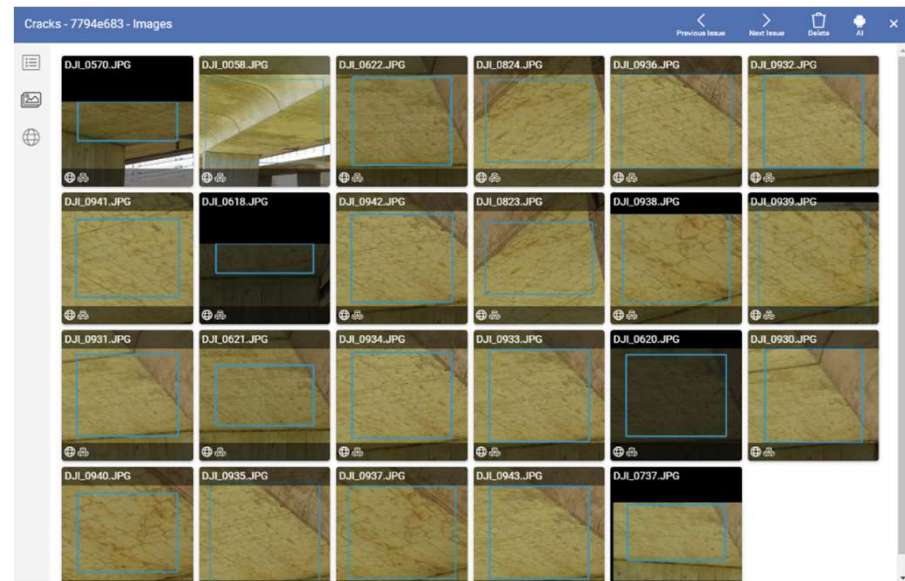 Cracks - 7794e683 - Images
Previous Issue
Next Issue
Delete
AI
DJI_0570.JPG
DJI_0058.JPG
DJI_0622.JPG
DJI_0824.JPG
DJI_0936.JPG
DJI_0932.JPG
DJI_0941.JPG
DJI_0618.JPG
DJI_0942.JPG
DJI_0823.JPG
DJI_0938.JPG
DJI_0939.JPG
DJI_0931.JPG
DJI_0621.JPG
DJI_0934.JPG
DJI_0933.JPG
DJI_0620.JPG
DJI_0930.JPG
DJI_0940.JPG
DJI_0935.JPG
DJI_0937.JPG
DJI_0943.JPG
DJI_0737.JPG